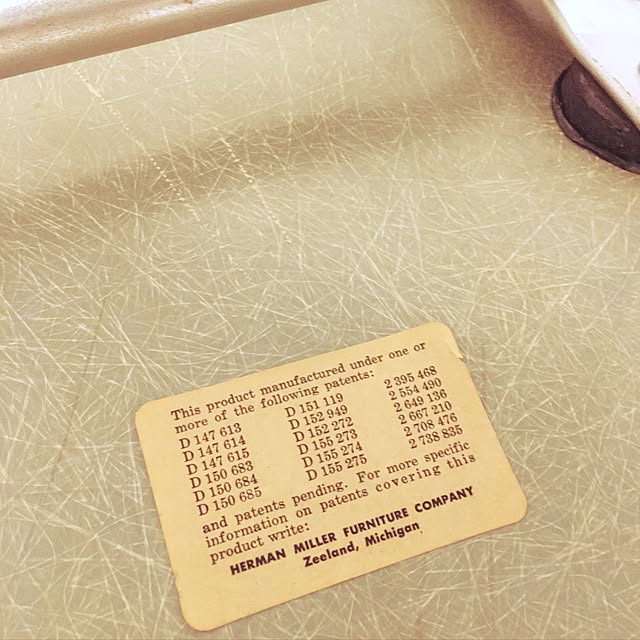 This product manufactured under one or
more of the following patents:
D 147 613 D 151 119 2 395 468
D 147 614 D 152 949 2 554 490
D 147 615 D 152 272 2 649 136
D 150 683 D 155 273 2 667 210
D 150 684 D 155 274 2 708 476
D 150 685 D 155 275 2 738 835
and patents pending. For more specific
information on patents covering this
product write:
HERMAN MILLER FURNITURE COMPANY
Zeeland, Michigan